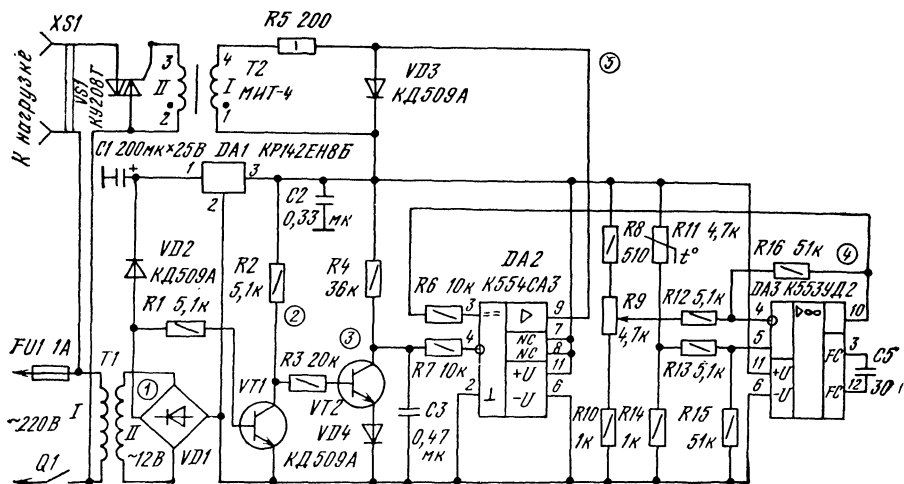 XS1
R5 200
К нагрузке
VS1
КУ208Т
3
II
2
4
I
1
T2
МИТ-4
VD3
КД509А
5
C1 200мк×25В
DA1 КР142ЕН8Б
+
1
3
2
C2
0,33
мк
VD2
КД509А
R1 5,1к
R2
5,1к
2
R4
36к
R6 10к
DA2
К554СА3
R8
510
R11 4,7к
t°
R16 51к
4
R9
4,7к
R12 5,1к
DA3 К553УД2
3
==
▷
9
NC
7
NC
8
4
+U
11
⊥
-U
6
2
▷∞
4
10
5
FC
3
11
+U
6
-U
FC
12
C5
30
3
R3 20к
R7 10к
R13 5,1к
FU1 1А
T1
I
II
1
VT1
VT2
VD4
КД509А
C3
0,47
мк
R10
1к
R14
1к
R15
51к
~220В
~12В
VD1
Q1